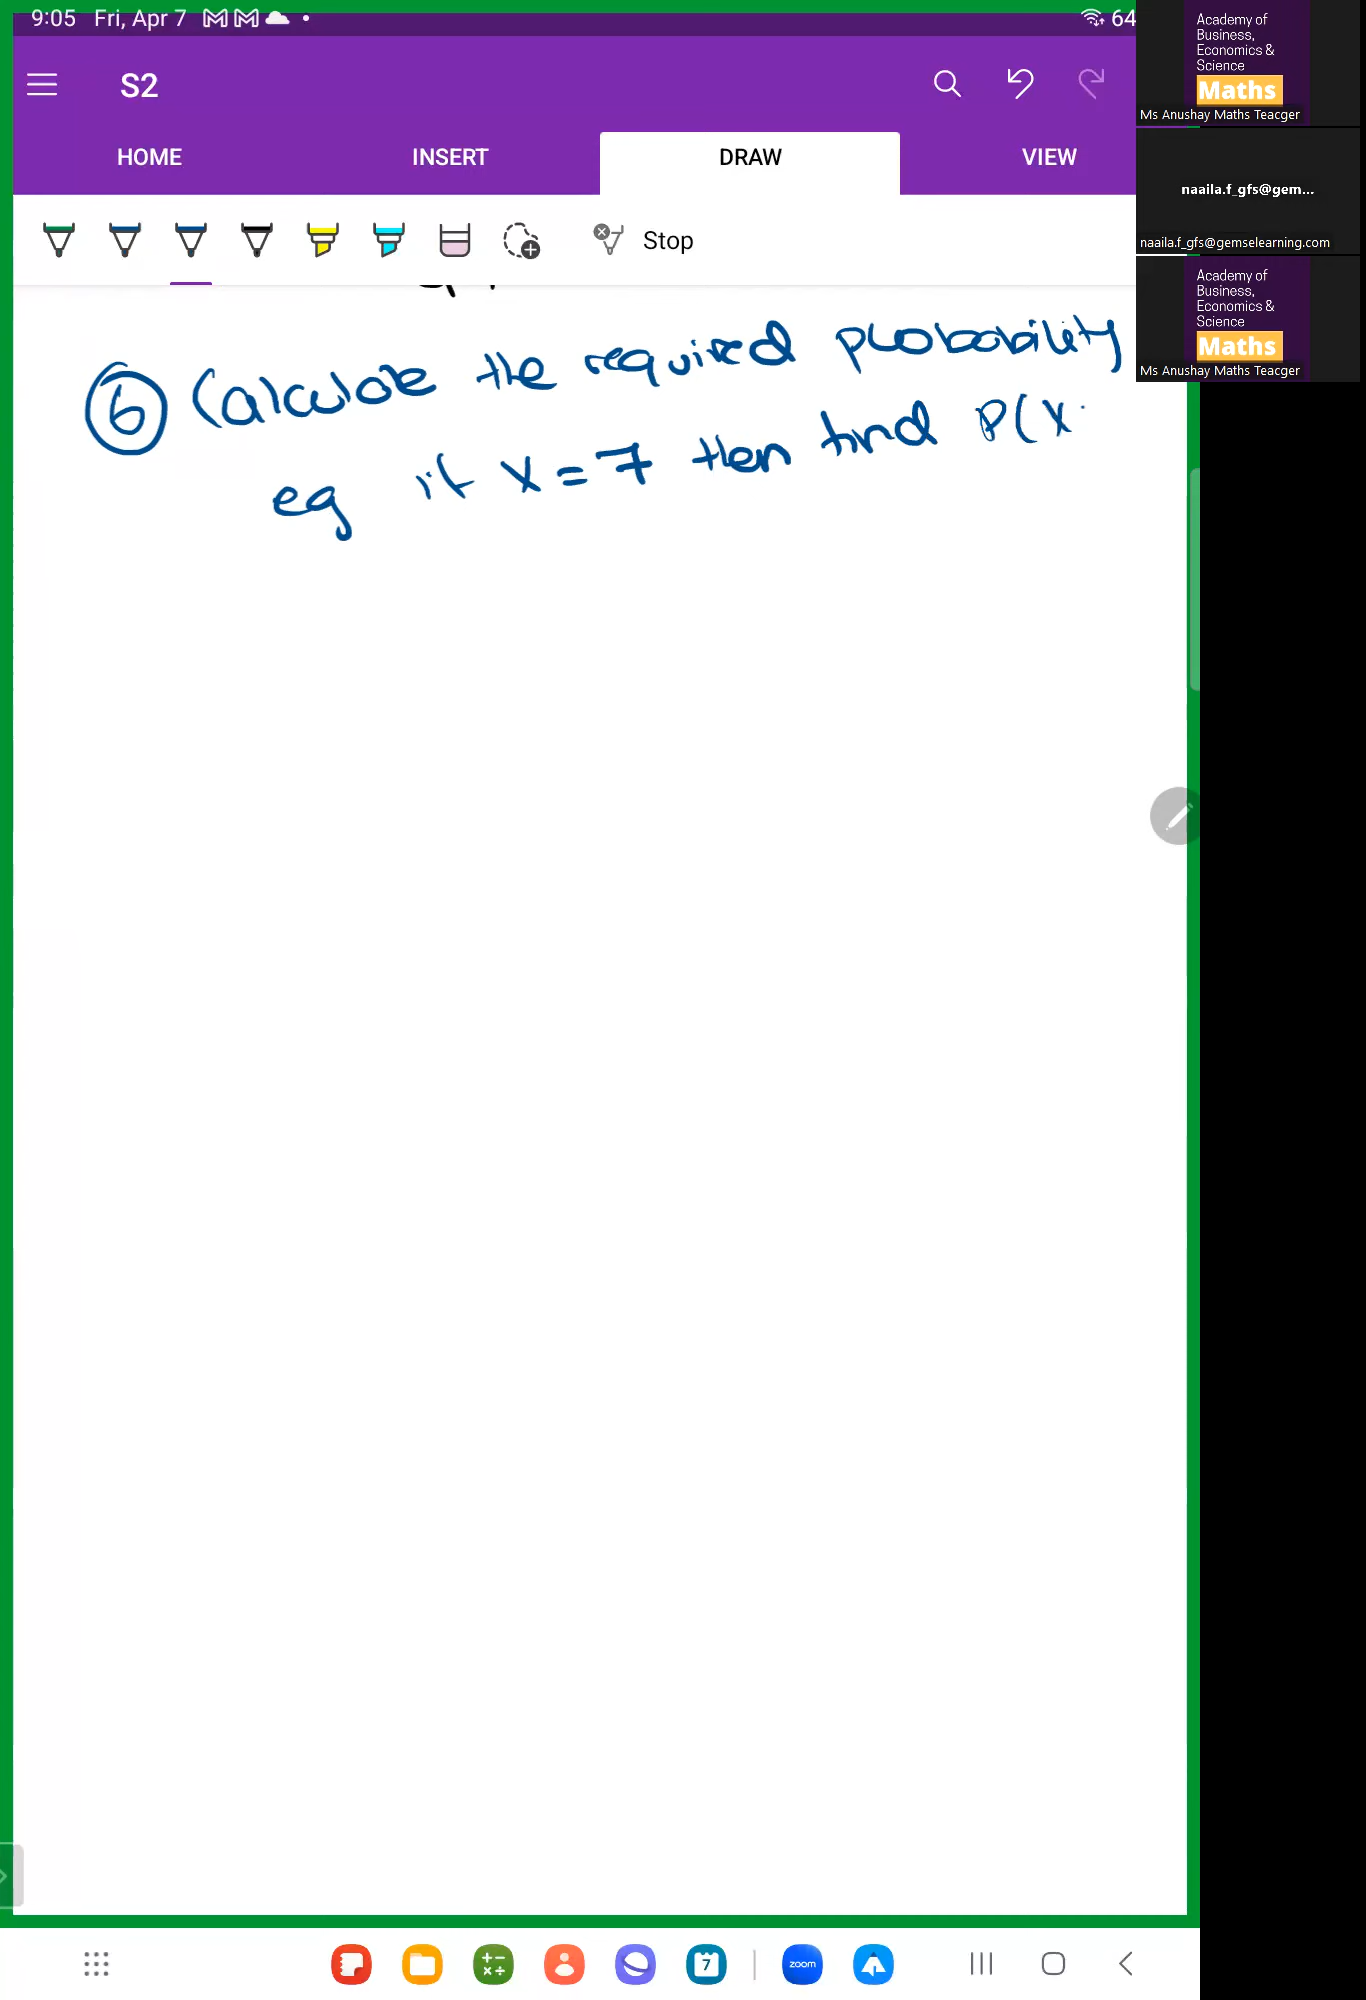 9:05 Fri, Apr 7
64
S2
HOME INSERT DRAW VIEW
Stop
Academy of
Business,
Economics &
Science
Maths
Ms Anushay Maths Teacger
naaila.f_gfs@gem...
naaila.f_gfs@gemselearning.com
Academy of
Business,
Economics &
Science
Maths
Ms Anushay Maths Teacger
6 Calculate the required probability
eg if x = 7 then find P(X
7
zoom